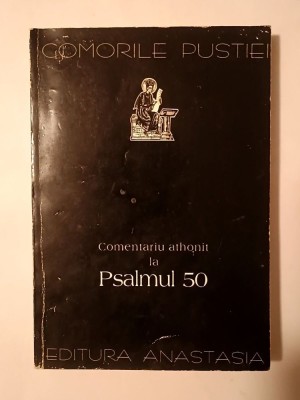 COMORILE PUSTIEI
Comentariu athonit
la
Psalmul 50
EDITURA ANASTASIA